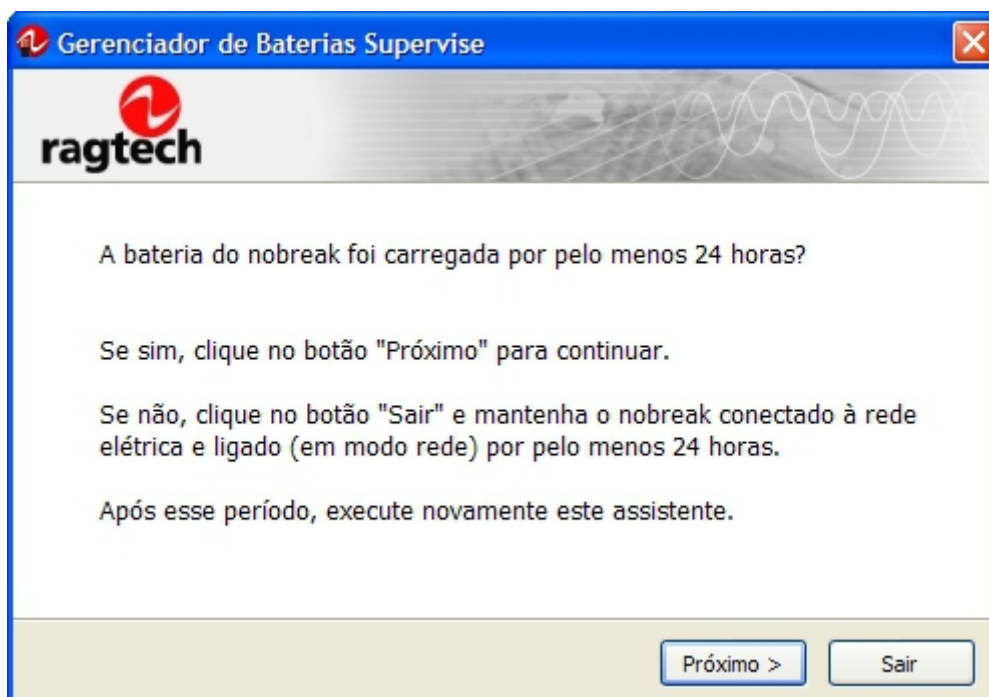 Gerenciador de Baterias Supervise
ragtech
A bateria do nobreak foi carregada por pelo menos 24 horas?
Se sim, clique no botão "Próximo" para continuar.
Se não, clique no botão "Sair" e mantenha o nobreak conectado à rede
elétrica e ligado (em modo rede) por pelo menos 24 horas.
Após esse período, execute novamente este assistente.
Próximo > Sair